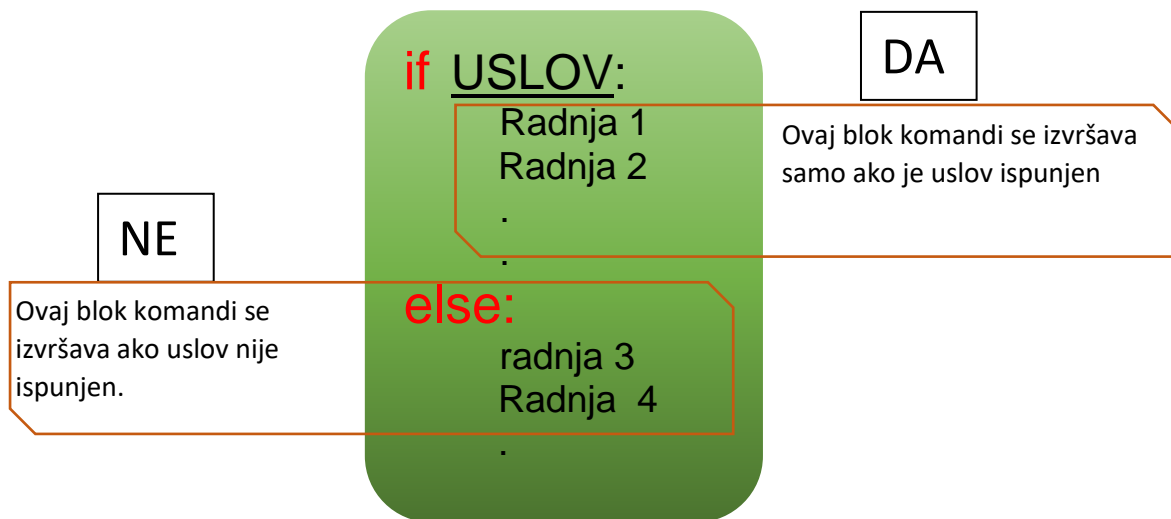 if USLOV:
Radnja 1
Radnja 2
.
.
else:
radnja 3
Radnja 4
.
DA
Ovaj blok komandi se izvršava
samo ako je uslov ispunjen
NE
Ovaj blok komandi se
izvršava ako uslov nije
ispunjen.